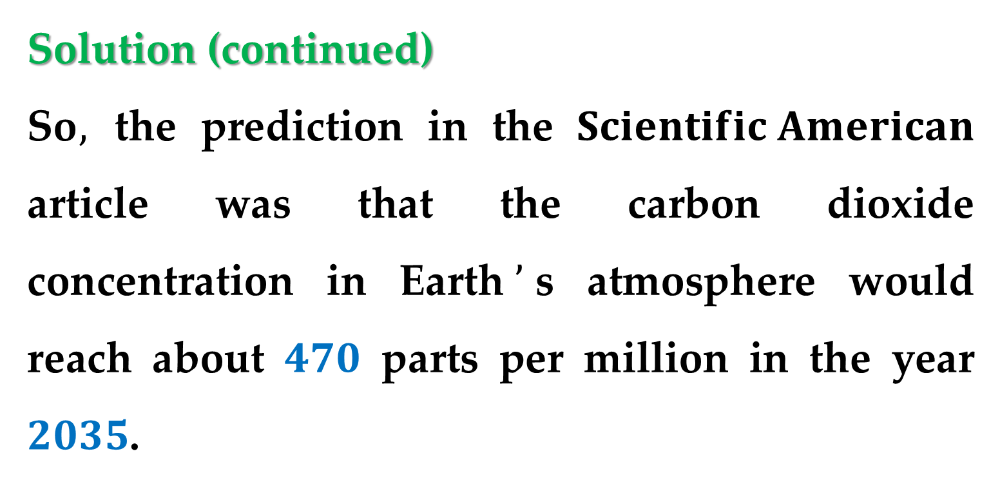 Solution (continued)
So, the prediction in the Scientific American
article was that the carbon dioxide
concentration in Earth ’ s atmosphere would
reach about 470 parts per million in the year
2035.